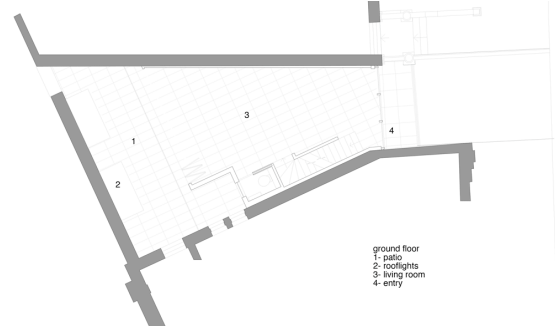 3
1
4
2
ground floor
1- patio
2- rooflights
3- living room
4- entry